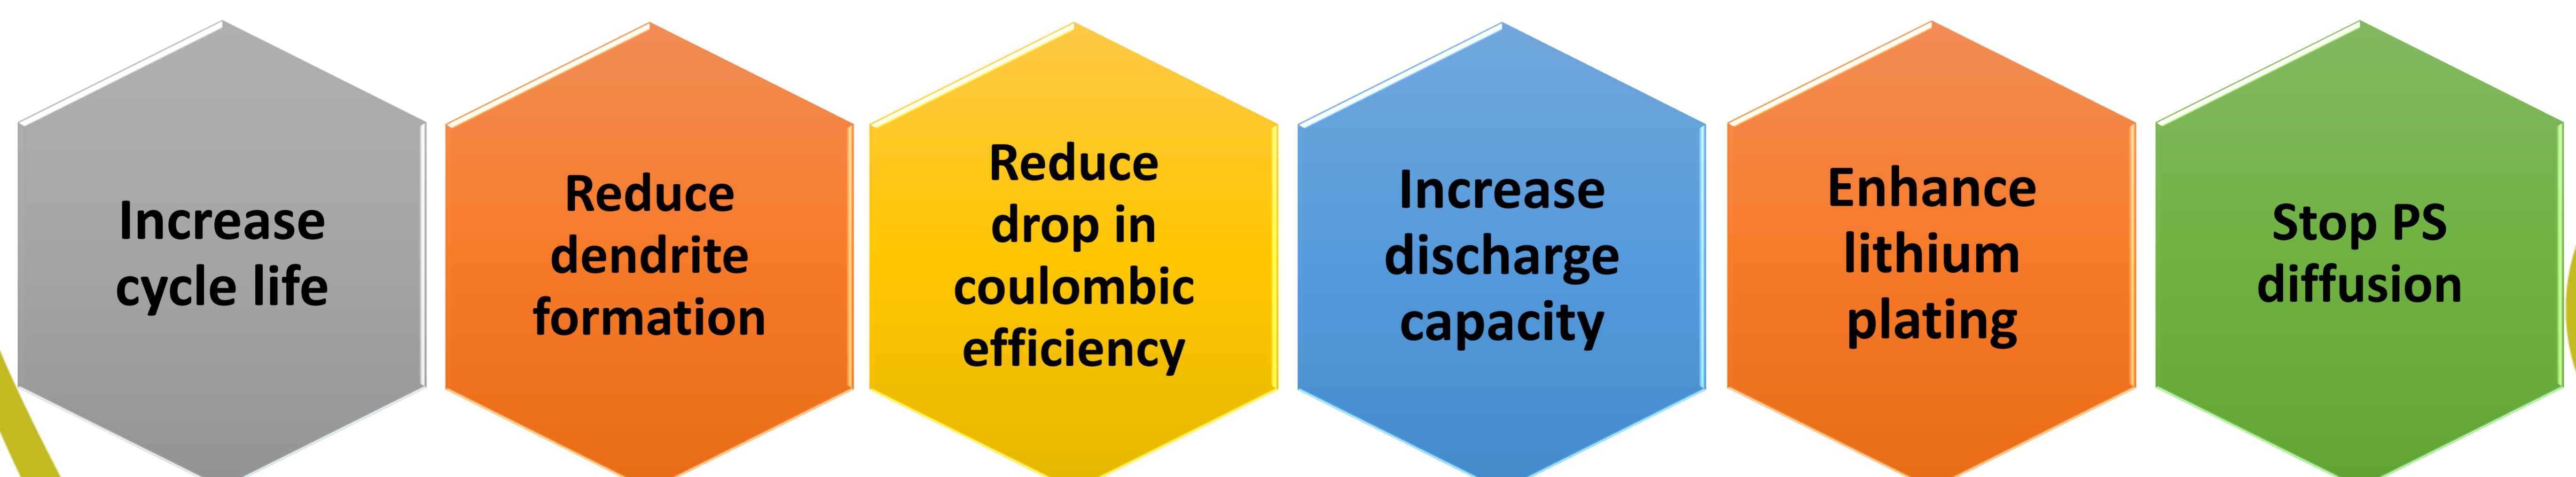 Increase
cycle life
Reduce
dendrite
formation
Reduce
drop in
coulombic
efficiency
Increase
discharge
capacity
Enhance
lithium
plating
Stop PS
diffusion